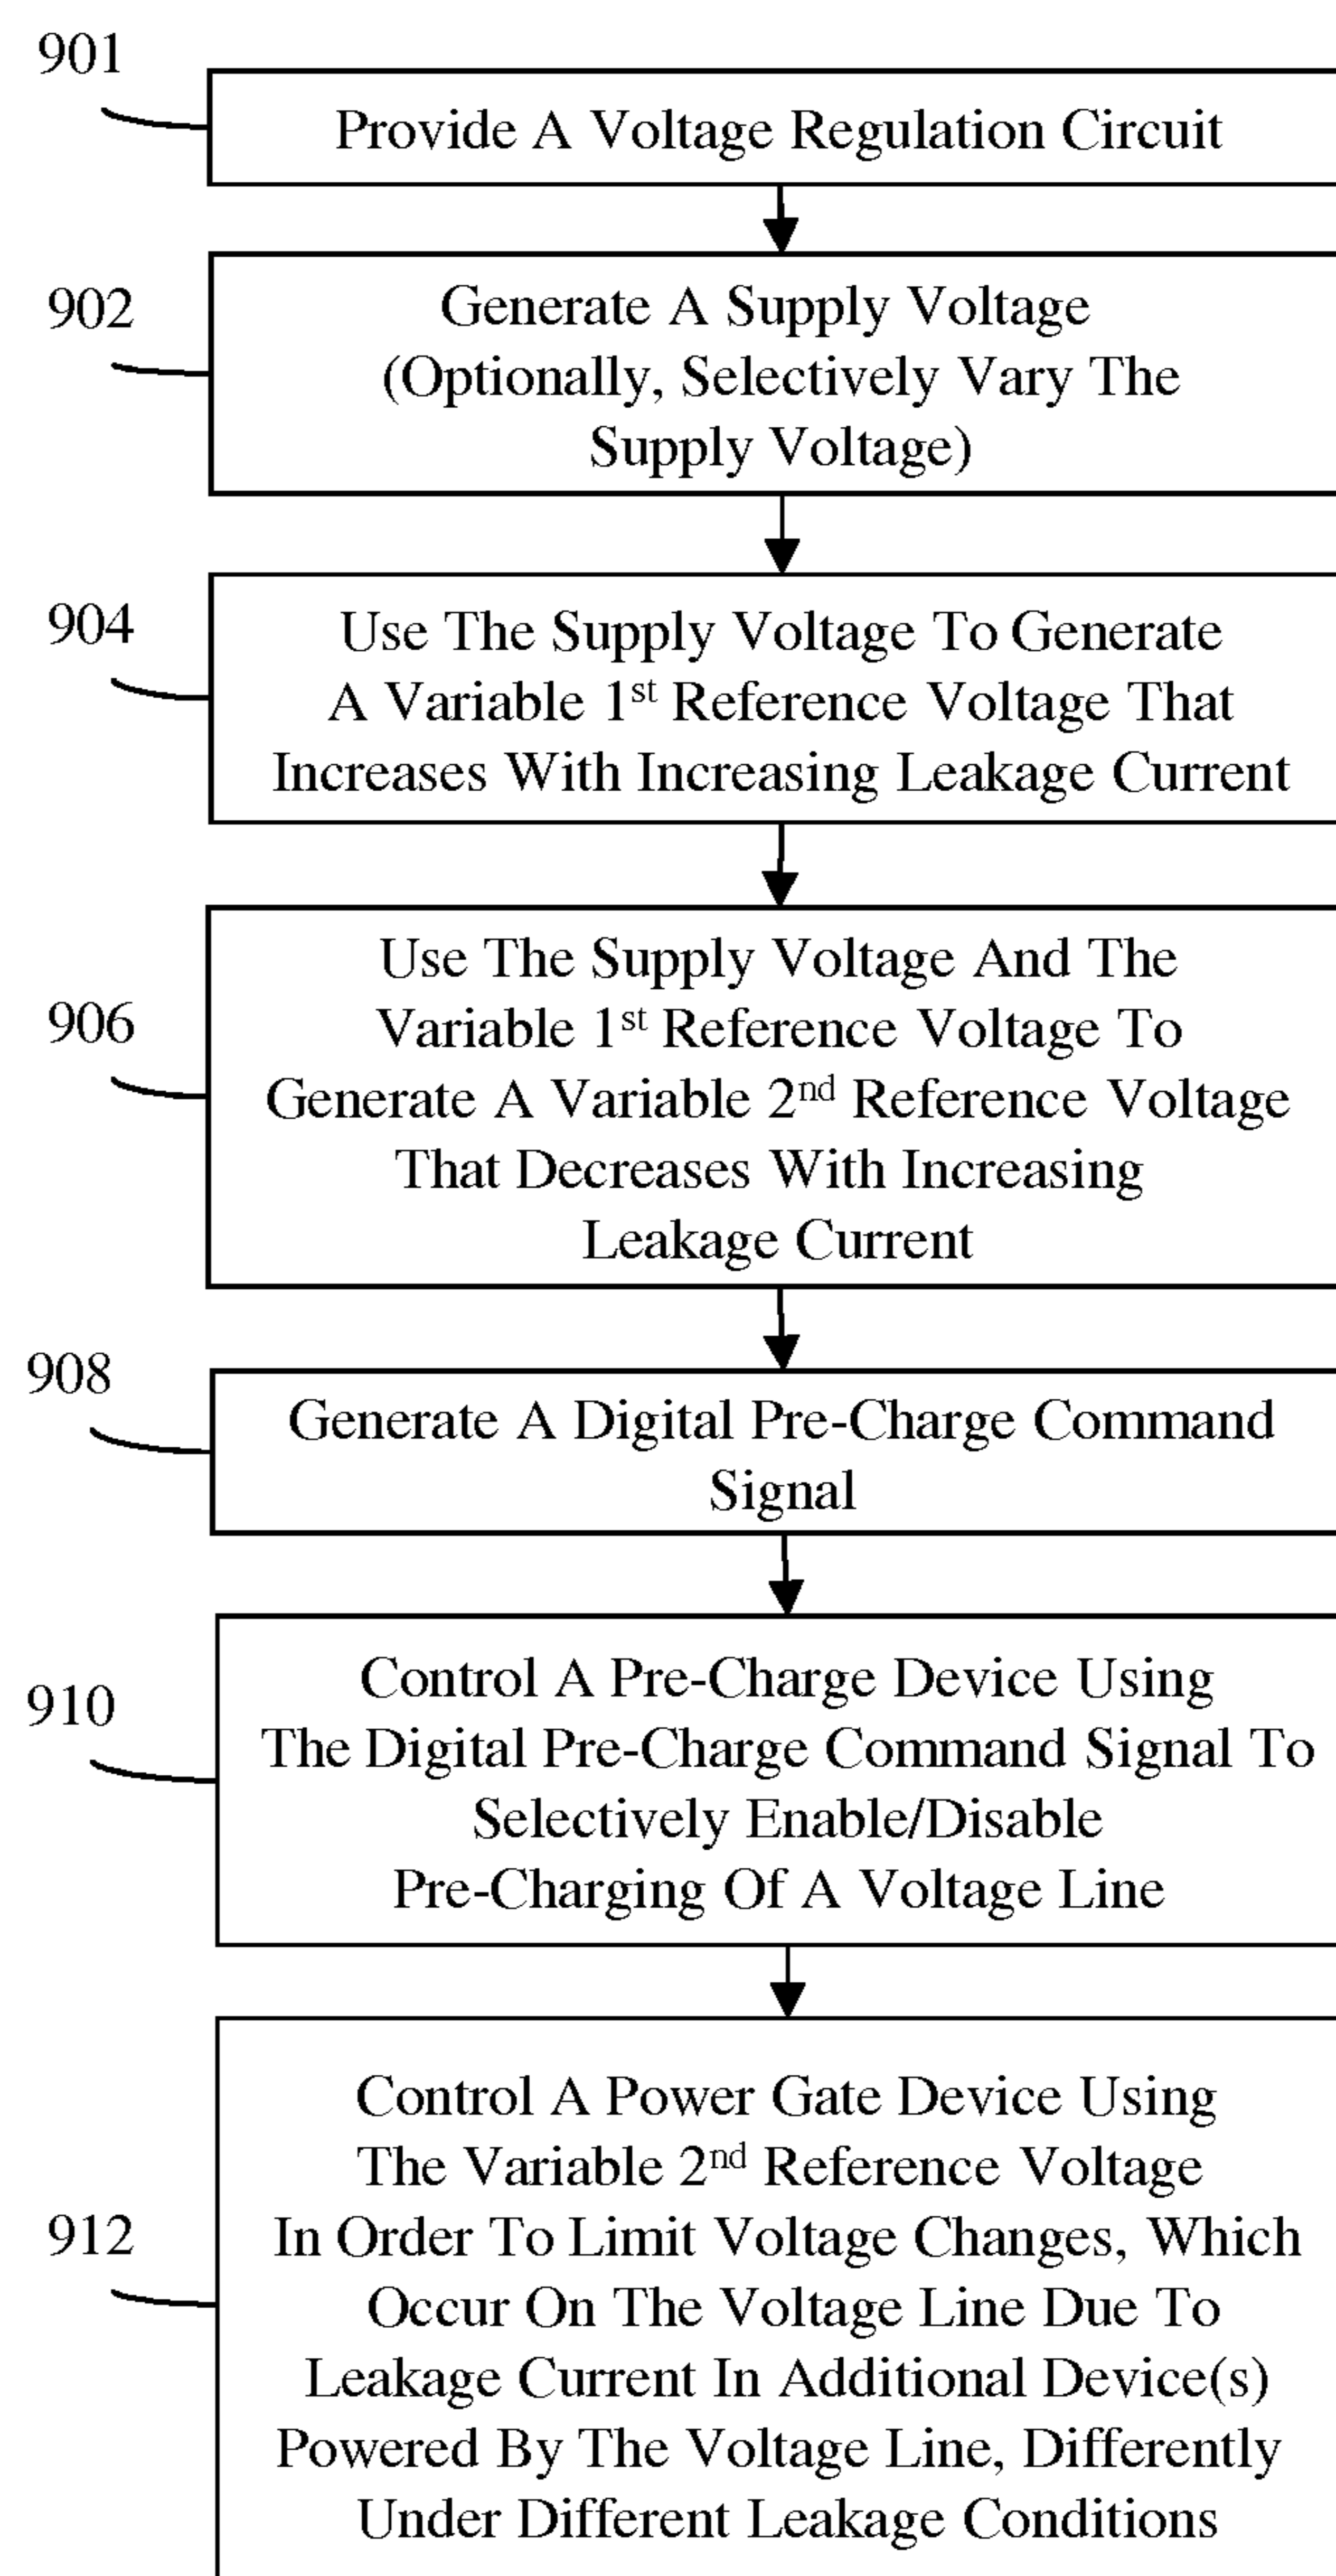 901
Provide A Voltage Regulation Circuit
902
Generate A Supply Voltage
(Optionally, Selectively Vary The
Supply Voltage)
904
Use The Supply Voltage To Generate
A Variable 1st Reference Voltage That
Increases With Increasing Leakage Current
906
Use The Supply Voltage And The
Variable 1st Reference Voltage To
Generate A Variable 2nd Reference Voltage
That Decreases With Increasing
Leakage Current
908
Generate A Digital Pre-Charge Command
Signal
910
Control A Pre-Charge Device Using
The Digital Pre-Charge Command Signal To
Selectively Enable/Disable
Pre-Charging Of A Voltage Line
912
Control A Power Gate Device Using
The Variable 2nd Reference Voltage
In Order To Limit Voltage Changes, Which
Occur On The Voltage Line Due To
Leakage Current In Additional Device(s)
Powered By The Voltage Line, Differently
Under Different Leakage Conditions